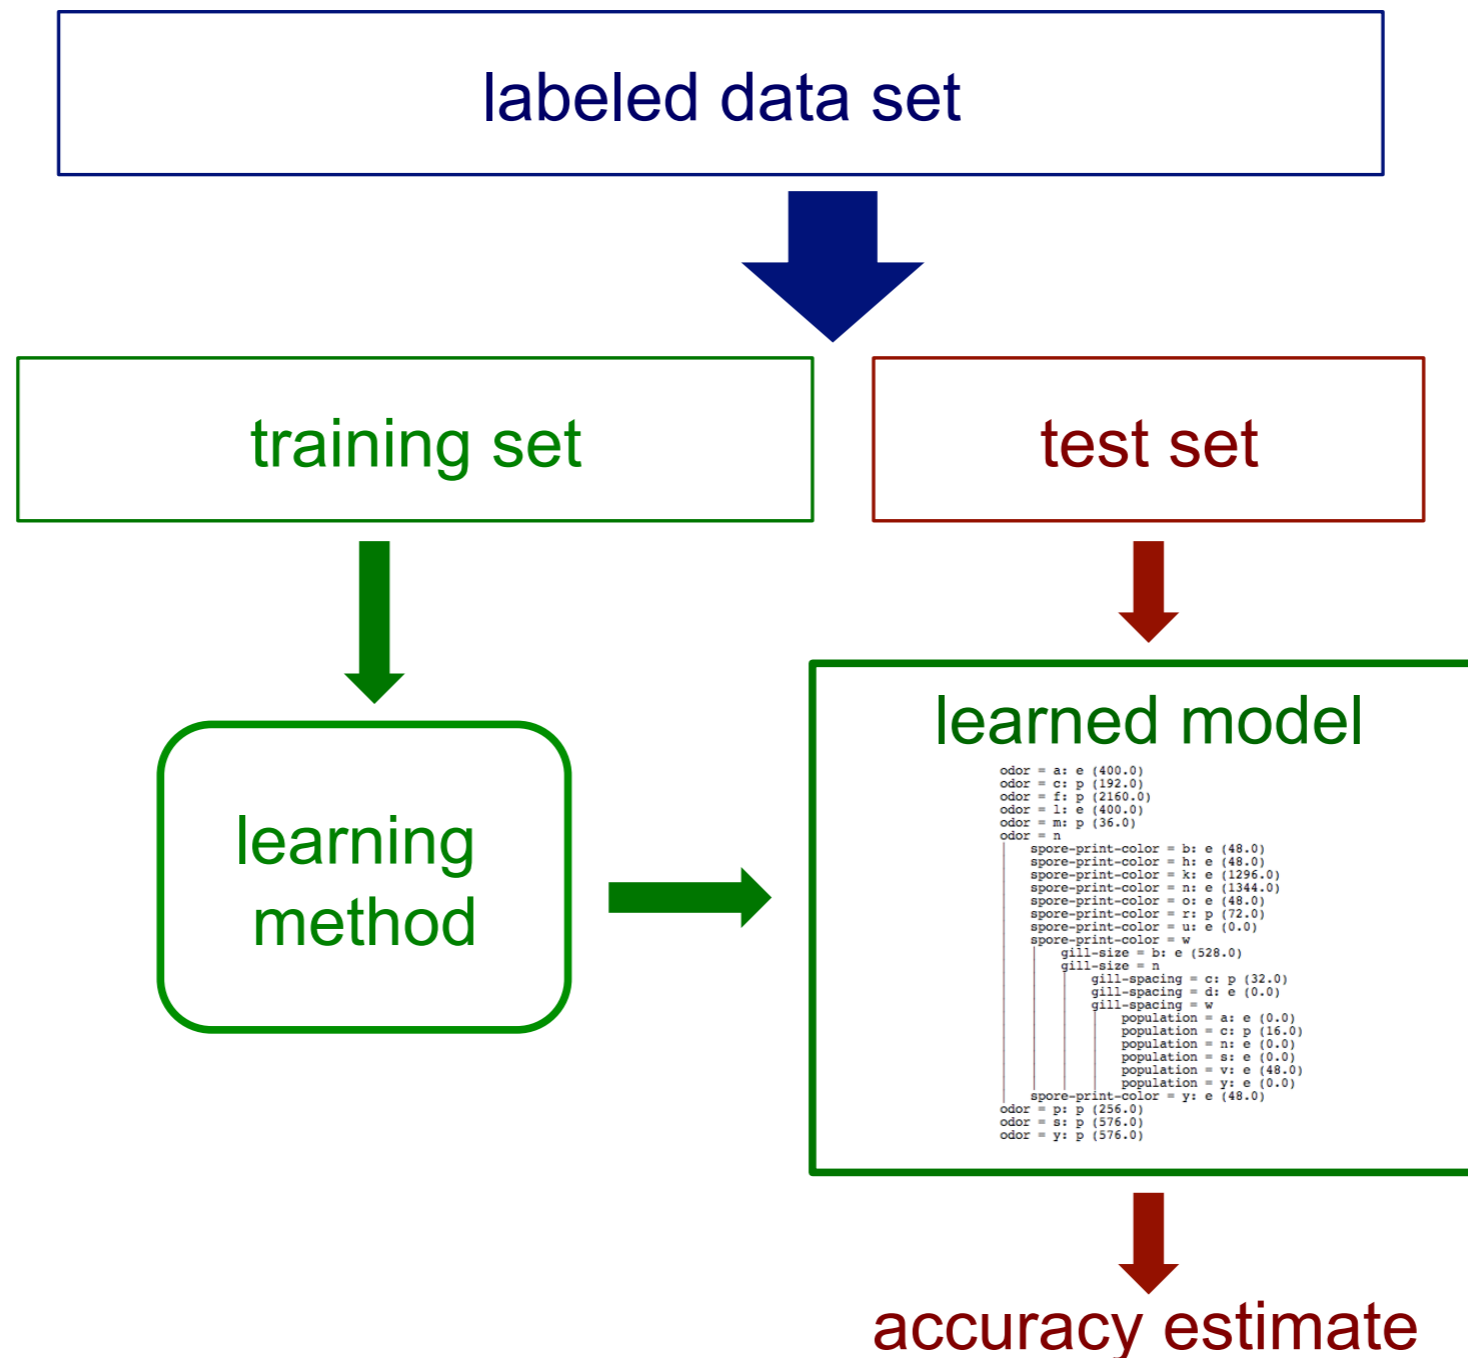 labeled data set
training set
test set
learning
method
learned model
odor = a: e (400.0)
odor = c: p (192.0)
odor = f: p (2160.0)
odor = l: e (400.0)
odor = m: p (36.0)
odor = n
| spore-print-color = b: e (48.0)
| spore-print-color = h: e (48.0)
| spore-print-color = k: e (1296.0)
| spore-print-color = n: e (1344.0)
| spore-print-color = o: e (48.0)
| spore-print-color = r: p (72.0)
| spore-print-color = u: e (0.0)
| spore-print-color = w
| | gill-size = b: e (528.0)
| | gill-size = n
| | | gill-spacing = c: p (32.0)
| | | gill-spacing = d: e (0.0)
| | | gill-spacing = w
| | | | population = a: e (0.0)
| | | | population = c: p (16.0)
| | | | population = n: e (0.0)
| | | | population = s: e (0.0)
| | | | population = v: e (48.0)
| | | | population = y: e (0.0)
| spore-print-color = y: e (48.0)
odor = p: p (256.0)
odor = s: p (576.0)
odor = y: p (576.0)
accuracy estimate